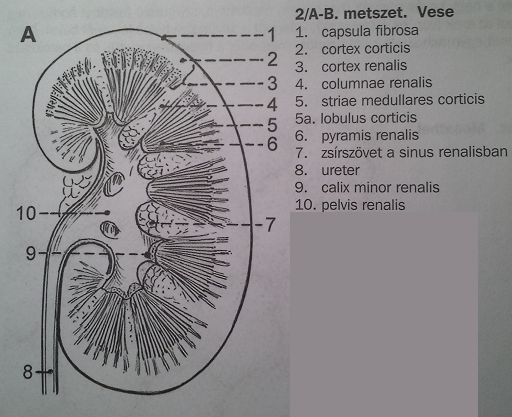 A
2/A-B. metszet. Vese
1. capsula fibrosa
2. cortex corticis
3. cortex renalis
4. columnae renalis
5. striae medullares corticis
5a. lobulus corticis
6. pyramis renalis
7. zsírszövet a sinus renalisban
8. ureter
9. calix minor renalis
10. pelvis renalis
1
2
3
4
5
6
7
10
9
8